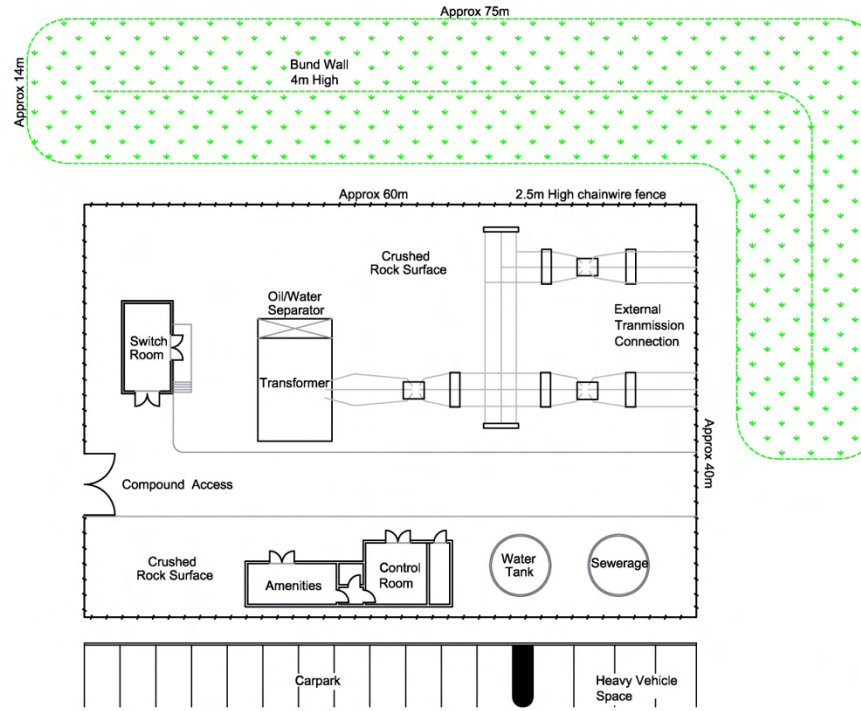 Approx 75m
Approx 14m
Bund Wall
4m High
Approx 60m
2.5m High chainwire fence
Crushed
Rock Surface
Oil/Water
Separator
External
Tranmission
Connection
Switch
Room
Transformer
Approx 40m
Compound Access
Crushed
Rock Surface
Amenities
Control
Room
Water
Tank
Sewerage
Carpark
Heavy Vehicle
Space